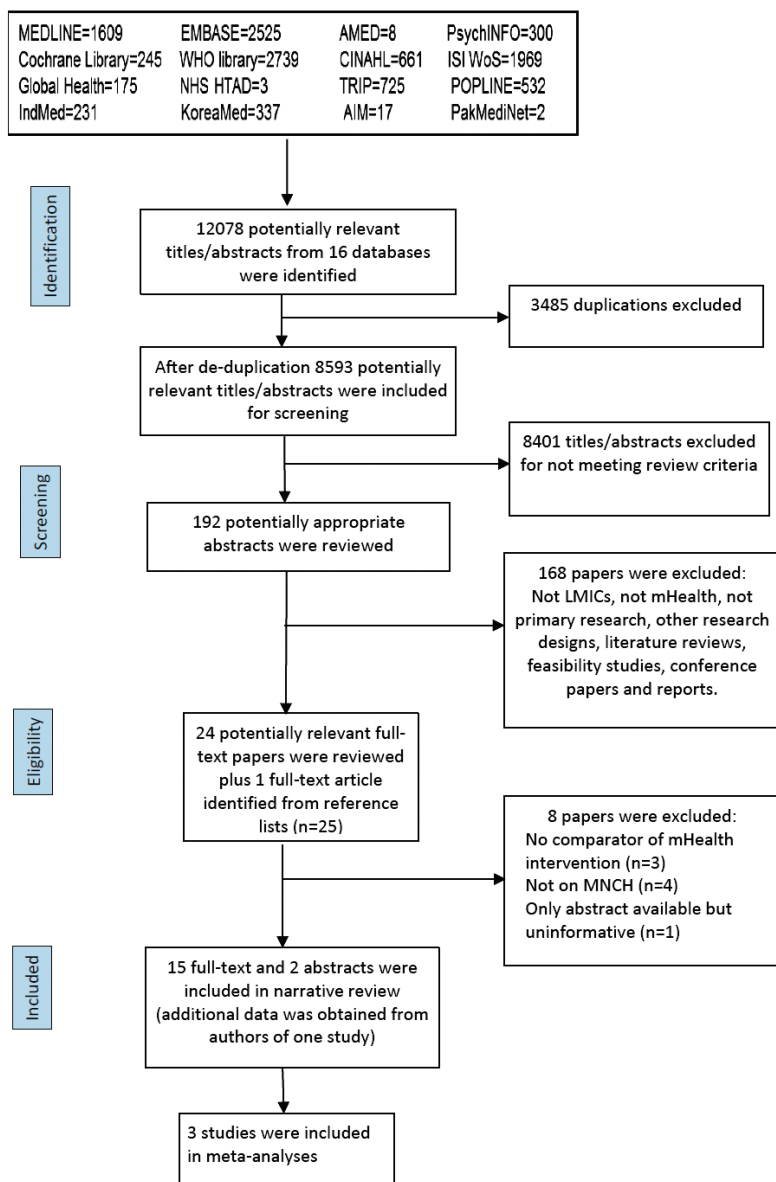 MEDLINE=1609 EMBASE=2525 AMED=8 PsychINFO=300
Cochrane Library=245 WHO library=2739 CINAHL=661 ISI WoS=1969
Global Health=175 NHS HTAD=3 TRIP=725 POPLINE=532
IndMed=231 KoreaMed=337 AIM=17 PakMediNet=2
Identification
12078 potentially relevant
titles/abstracts from 16 databases
were identified
3485 duplications excluded
After de-duplication 8593 potentially
relevant titles/abstracts were included
for screening
8401 titles/abstracts excluded
for not meeting review criteria
Screening
192 potentially appropriate
abstracts were reviewed
168 papers were excluded:
Not LMICs, not mHealth, not
primary research, other research
designs, literature reviews,
feasibility studies, conference
papers and reports.
Eligibility
24 potentially relevant full-
text papers were reviewed
plus 1 full-text article
identified from reference
lists (n=25)
8 papers were excluded:
No comparator of mHealth
intervention (n=3)
Not on MNCH (n=4)
Only abstract available but
uninformative (n=1)
Included
15 full-text and 2 abstracts were
included in narrative review
(additional data was obtained from
authors of one study)
3 studies were included
in meta-analyses